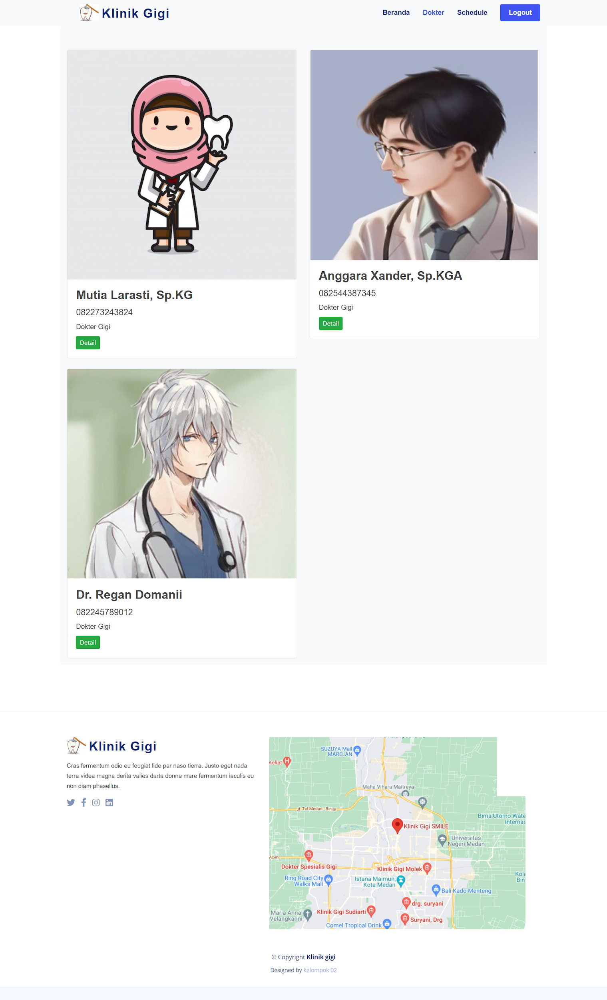 Klinik Gigi
Beranda
Dokter
Schedule
Logout
Mutia Larasti, Sp.KG
082273243824
Dokter Gigi
Detail
Anggara Xander, Sp.KGA
082544387345
Dokter Gigi
Detail
Dr. Regan Domanii
082245789012
Dokter Gigi
Detail
Klinik Gigi
Cras fermentum odio eu feugiat lide par naso tierra. Justo eget nada
terra videa magna derita valies darta donna mare fermentum iaculis eu
non diam phasellus.
SUZUYA Mall
MARELAN
Keliat
Maha Vihara Maitreya
Jl. Tol Medan - Binjai
Bima Utomo Wate
Internas
Klinik Gigi SMILE
Universitas
Negeri Medan
Aceh
Dokter Spesialis Gigi
Klinik Gigi Molek
Ring Road City
Walks Mall
Istana Maimun,
Kota Medan
Kola
Bin
Bali Kado Menteng
drg. suryani
Maria Annai
Velangkanni
Klinik Gigi Sudiarti
Suryani, Drg
Comel Tropical Drink
© Copyright Klinik gigi
Designed by kelompok 02